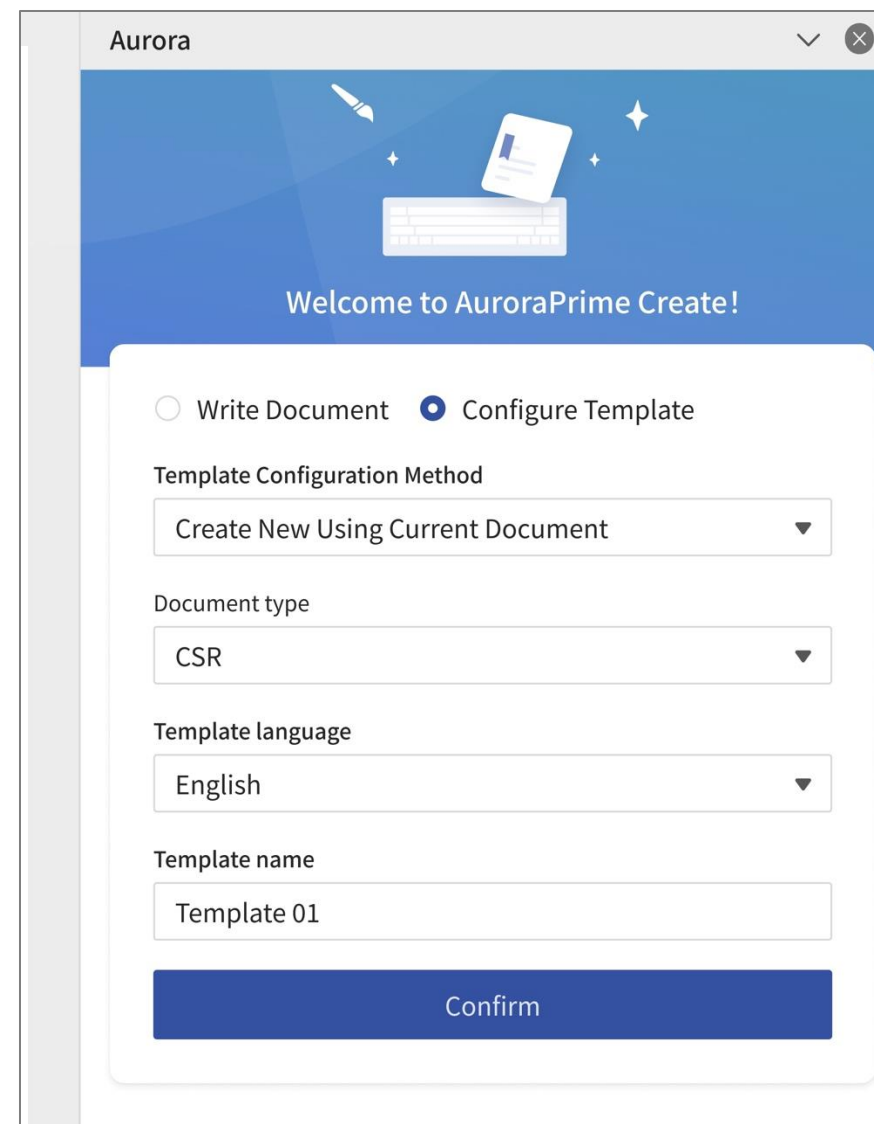 Aurora
Welcome to AuroraPrime Create!
Write Document Configure Template
Template Configuration Method
Create New Using Current Document
Document type
CSR
Template language
English
Template name
Template 01
Confirm